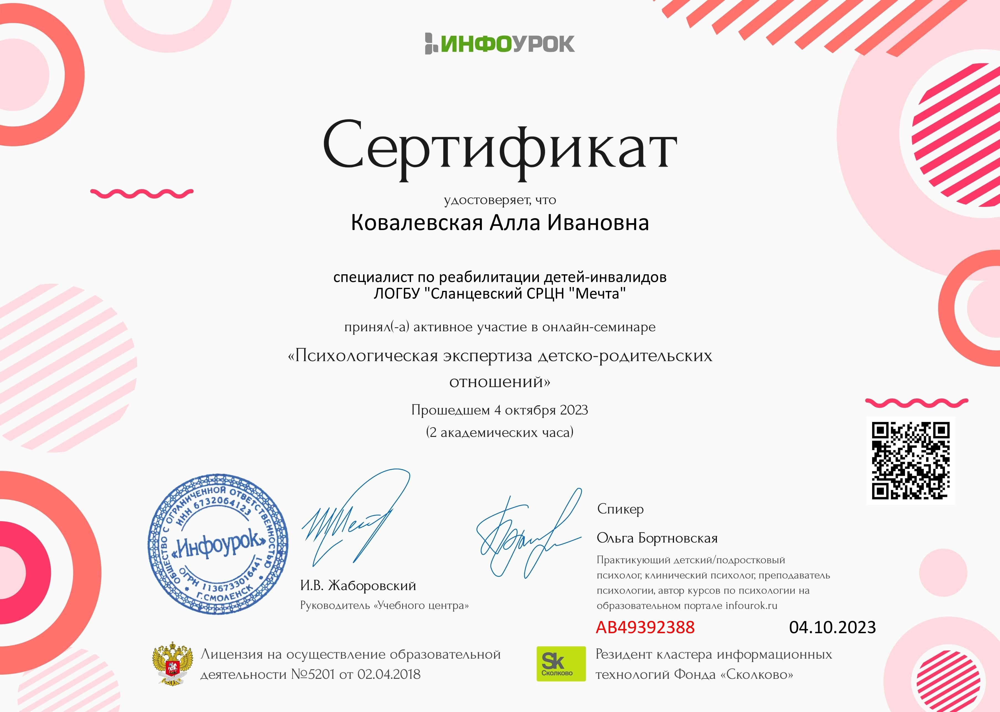 ИНФОУРОК
Сертификат
удостоверяет, что
Ковалевская Алла Ивановна
специалист по реабилитации детей-инвалидов
ЛОГБУ "Сланцевский СРЦН "Мечта"
принял(-а) активное участие в онлайн-семинаре
«Психологическая экспертиза детско-родительских
отношений»
Прошедшем 4 октября 2023
(2 академических часа)
ОБЩЕСТВО С ОГРАНИЧЕННОЙ ОТВЕТСТВЕННОСТЬЮ
ИНН 6732064123
«Инфоурок»
ОГРН 1136733016441
Г.СМОЛЕНСК
И.В. Жаборовский
Руководитель «Учебного центра»
Спикер
Ольга Бортновская
Практикующий детский/подростковый
психолог, клинический психолог, преподаватель
психологии, автор курсов по психологии на
образовательном портале infourok.ru
АВ49392388
04.10.2023
Лицензия на осуществление образовательной
деятельности №5201 от 02.04.2018
Sk
Сколково
Резидент кластера информационных
технологий Фонда «Сколково»